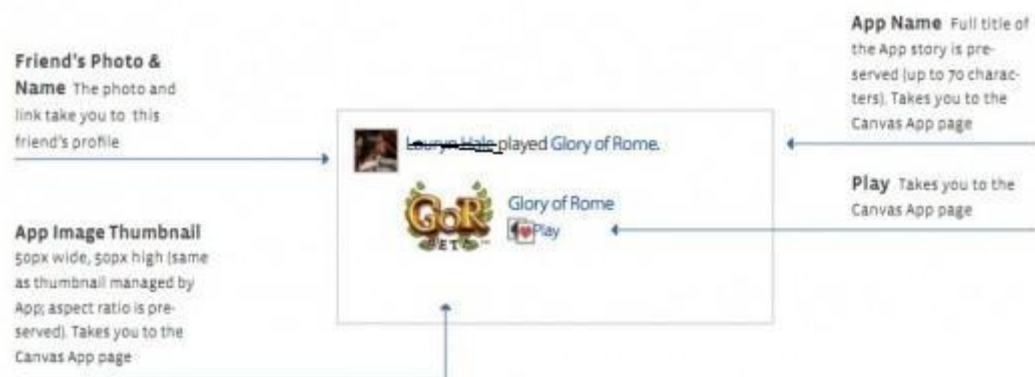 Friend's Photo &
Name The photo and
link take you to this
friend's profile
App Image Thumbnail
50px wide, 50px high (same
as thumbnail managed by
App; aspect ratio is pre-
served). Takes you to the
Canvas App page
Lauryn Hale played Glory of Rome.
GoR
BETA
Glory of Rome
Play
App Name Full title of
the App story is pre-
served (up to 70 charac-
ters). Takes you to the
Canvas App page
Play Takes you to the
Canvas App page